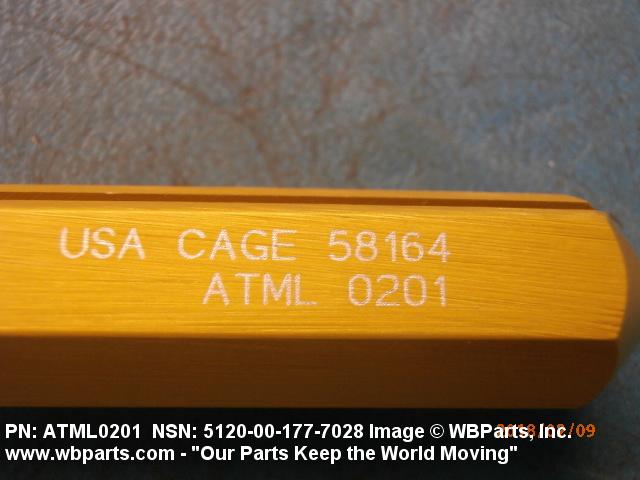 USA CAGE 58164
ATML 0201
PN: ATML0201 NSN: 5120-00-177-7028 Image © WBParts, Inc.
www.wbparts.com - "Our Parts Keep the World Moving"